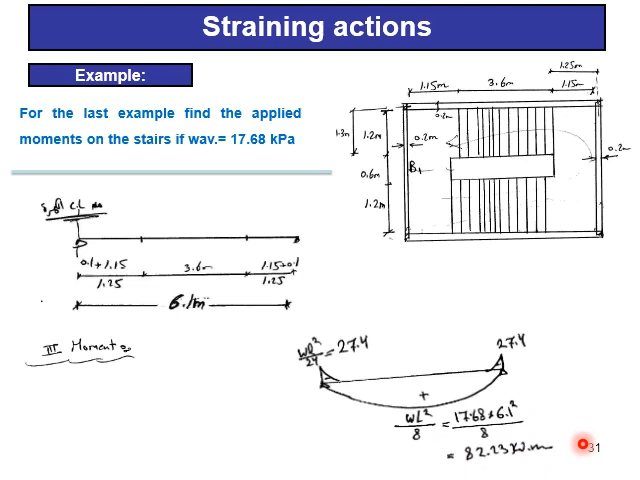 Straining actions
Example:
For the last example find the applied
moments on the stairs if wav.= 17.68 kPa
1.25m
1.15m 3.6m 1.15m
0.2m
1.3m 1.2m 0.2m 0.2m
0.6m B1
1.2m
C.L
0.1+1.15 3.6m 1.15+0.1
1.25 1.25
6.1m
III Moment
WL²/24 = 27.4 27.4
+
WL²/8 = 17.68*6.1²/8
= 82.23 kN.m
31